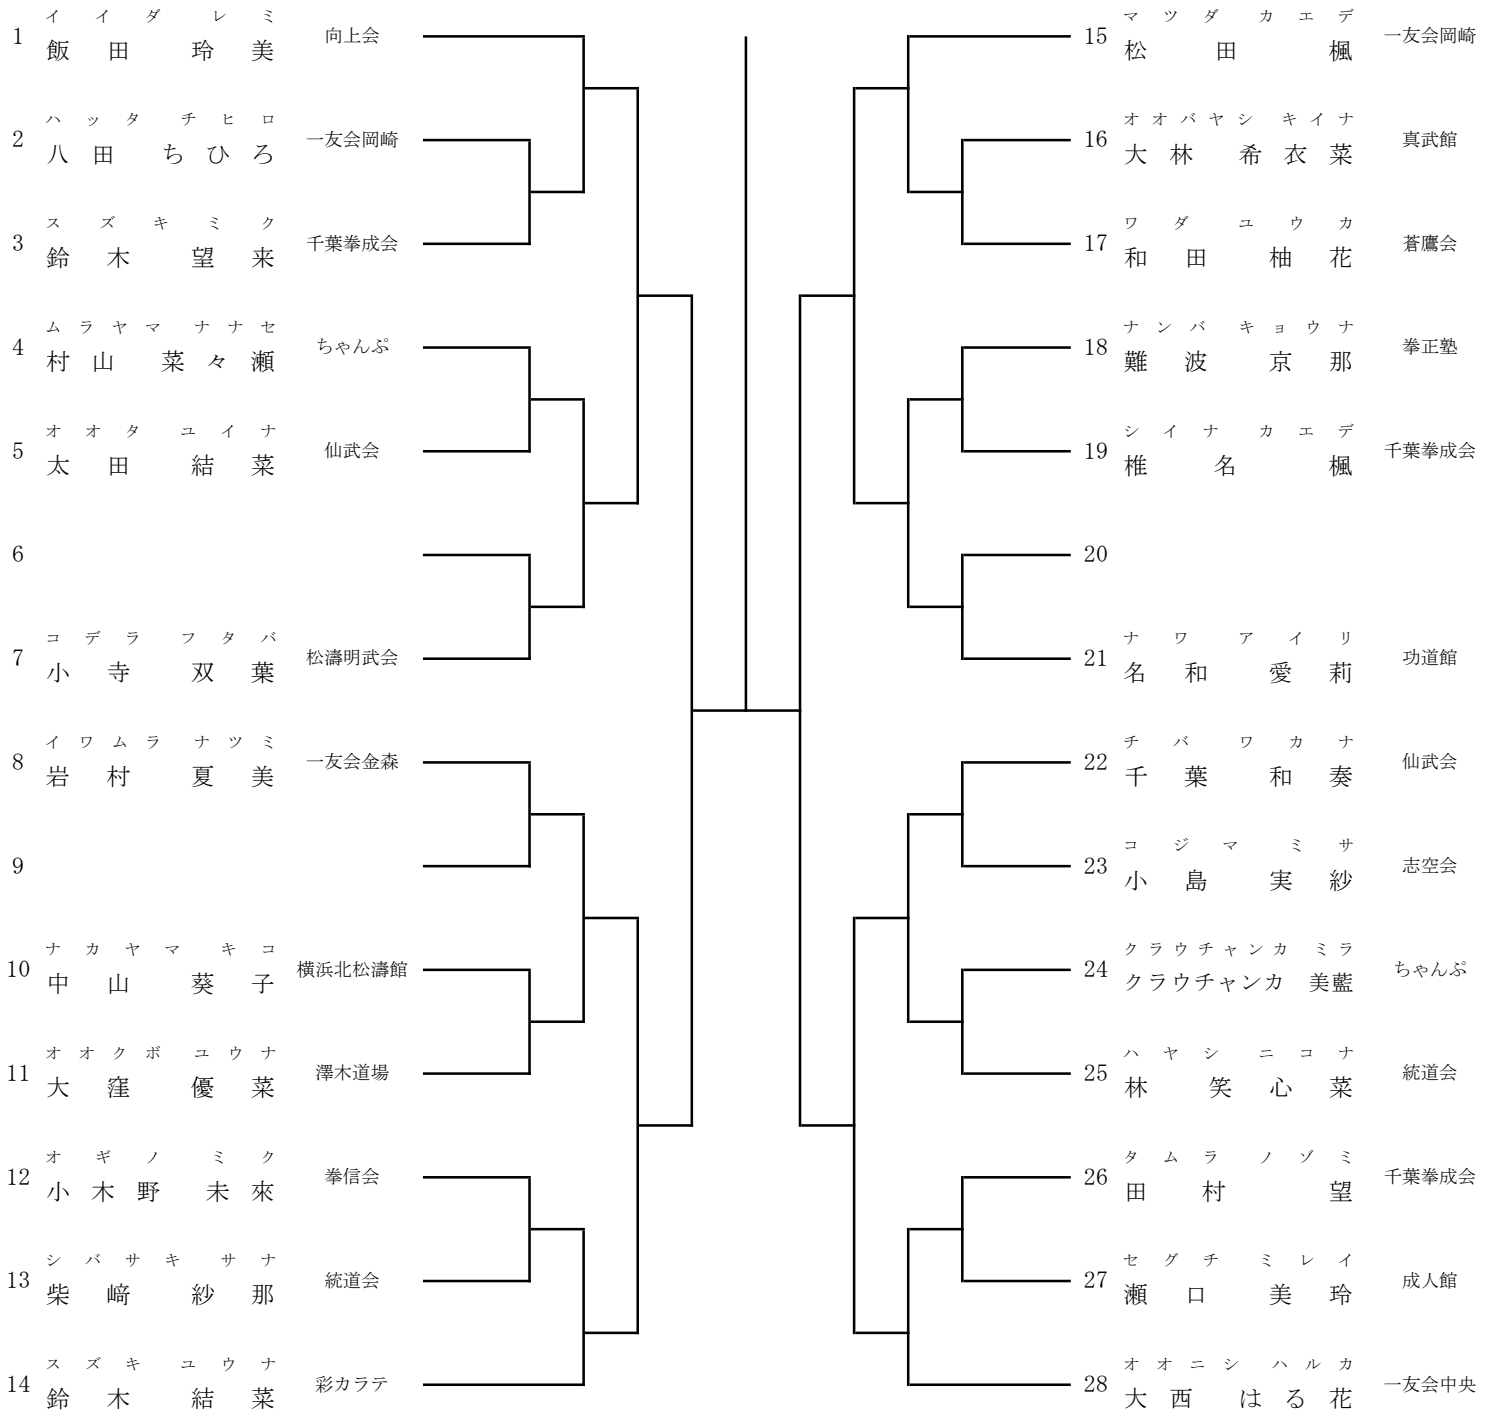 イイダ レミ
1 飯田 玲美 向上会
ハッタ チヒロ
2 八田 ちひろ 一友会岡崎
スズキ ミク
3 鈴木 望来 千葉拳成会
ムラヤマ ナナセ
4 村山 菜々瀬 ちゃんぷ
オオタ ユイナ
5 太田 結菜 仙武会
6
コデラ フタバ
7 小寺 双葉 松濤明武会
イワムラ ナツミ
8 岩村 夏美 一友会金森
9
ナカヤマ キコ
10 中山 葵子 横浜北松濤館
オオクボ ユウナ
11 大窪 優菜 澤木道場
オギノ ミク
12 小木野 未來 拳信会
シバサキ サナ
13 柴﨑 紗那 統道会
スズキ ユウナ
14 鈴木 結菜 彩カラテ
マツダ カエデ
15 松田 楓 一友会岡崎
オオバヤシ キイナ
16 大林 希衣菜 真武館
ワダ ユウカ
17 和田 柚花 蒼鷹会
ナンバ キョウナ
18 難波 京那 拳正塾
シイナ カエデ
19 椎名 楓 千葉拳成会
20
ナワ アイリ
21 名和 愛莉 功道館
チバ ワカナ
22 千葉 和奏 仙武会
コジマ ミサ
23 小島 実紗 志空会
クラウチャンカ ミラ
24 クラウチャンカ 美藍 ちゃんぷ
ハヤシ ニコナ
25 林 笑心菜 統道会
タムラ ノゾミ
26 田村 望 千葉拳成会
セグチ ミレイ
27 瀬口 美玲 成人館
オオニシ ハルカ
28 大西 はる花 一友会中央